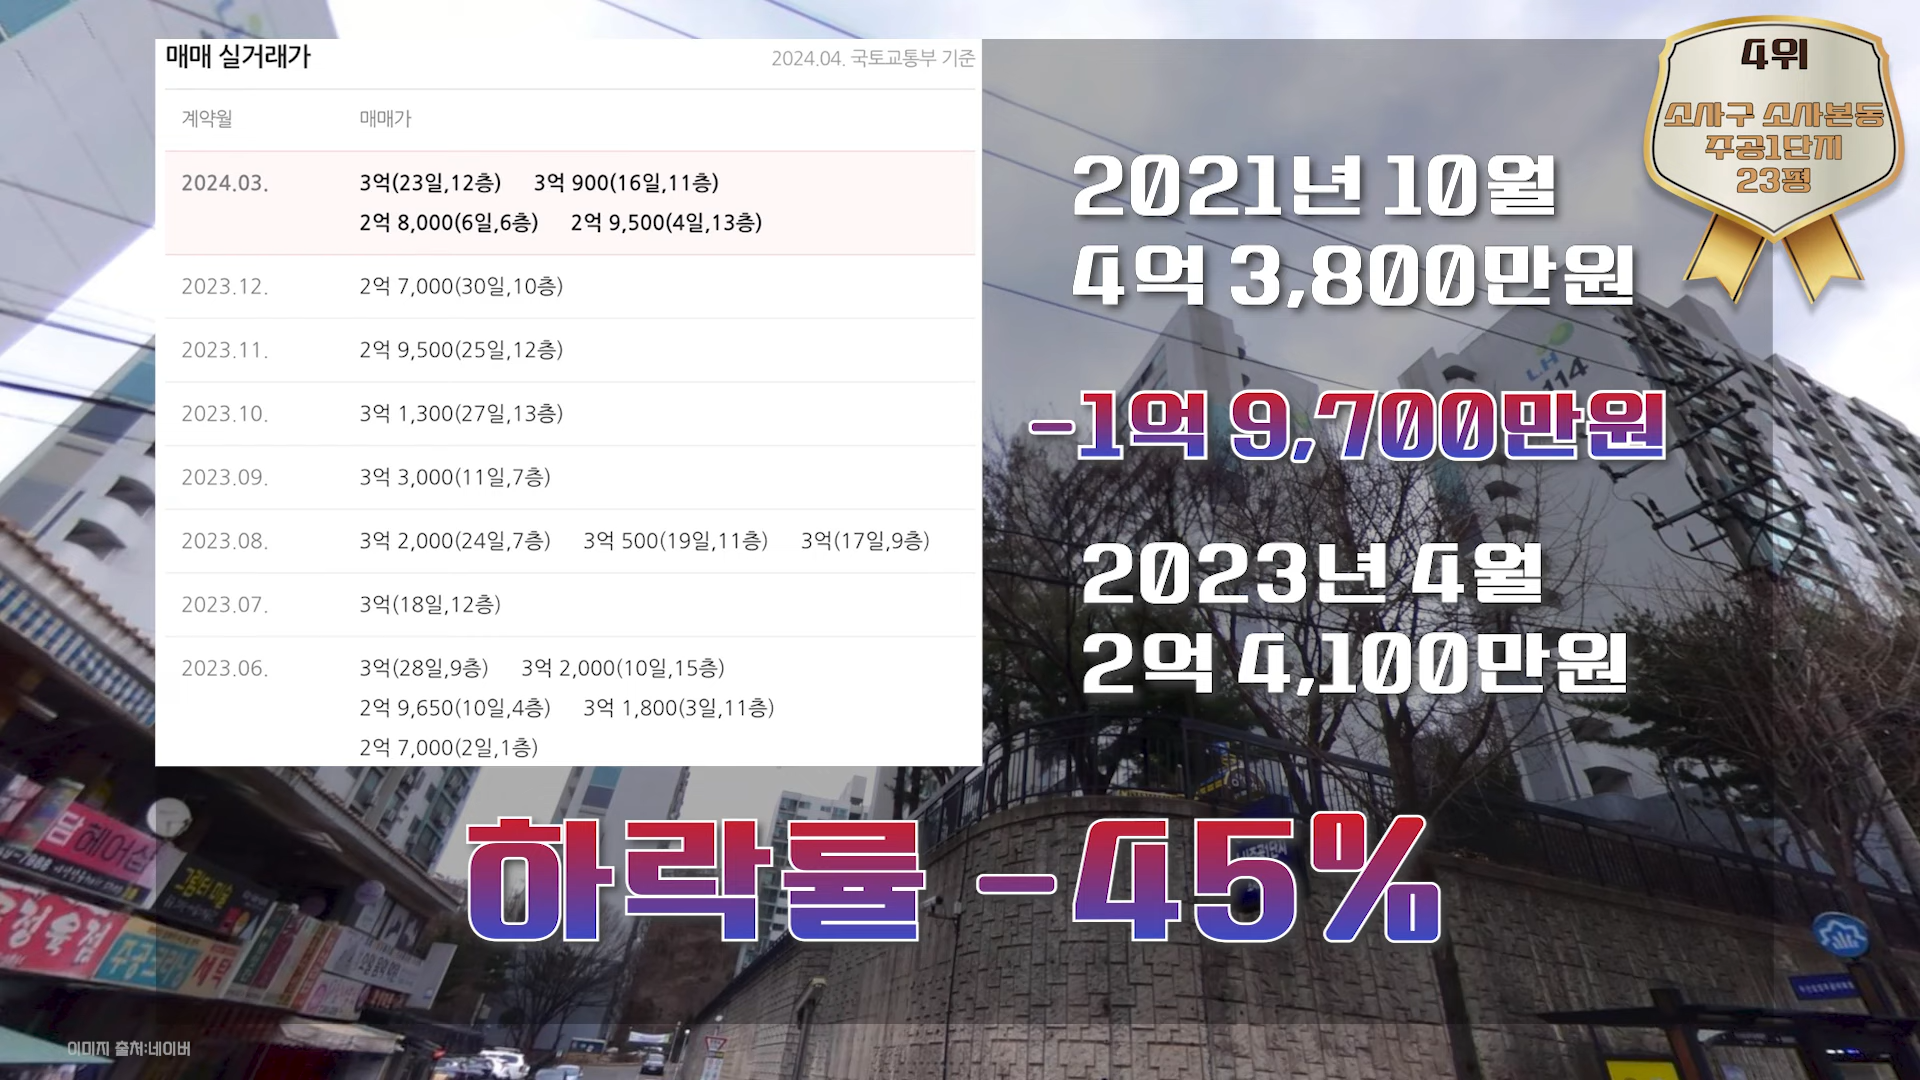 매매 실거래가
2024.04. 국토교통부 기준
계약월 매매가
2024.03. 3억(23일,12층) 3억 900(16일,11층)
2억 8,000(6일,6층) 2억 9,500(4일,13층)
2023.12. 2억 7,000(30일,10층)
2023.11. 2억 9,500(25일,12층)
2023.10. 3억 1,300(27일,13층)
2023.09. 3억 3,000(11일,7층)
2023.08. 3억 2,000(24일,7층) 3억 500(19일,11층) 3억(17일,9층)
2023.07. 3억(18일,12층)
2023.06. 3억(28일,9층) 3억 2,000(10일,15층)
2억 9,650(10일,4층) 3억 1,800(3일,11층)
2억 7,000(2일,1층)
4위
소사구 소사본동
주공1단지
23평
2021년 10월
4억 3,800만원
-1억 9,700만원
2023년 4월
2억 4,100만원
하락률 -45%
LH
114
헤어샵
정육점
이미지 출처:네이버